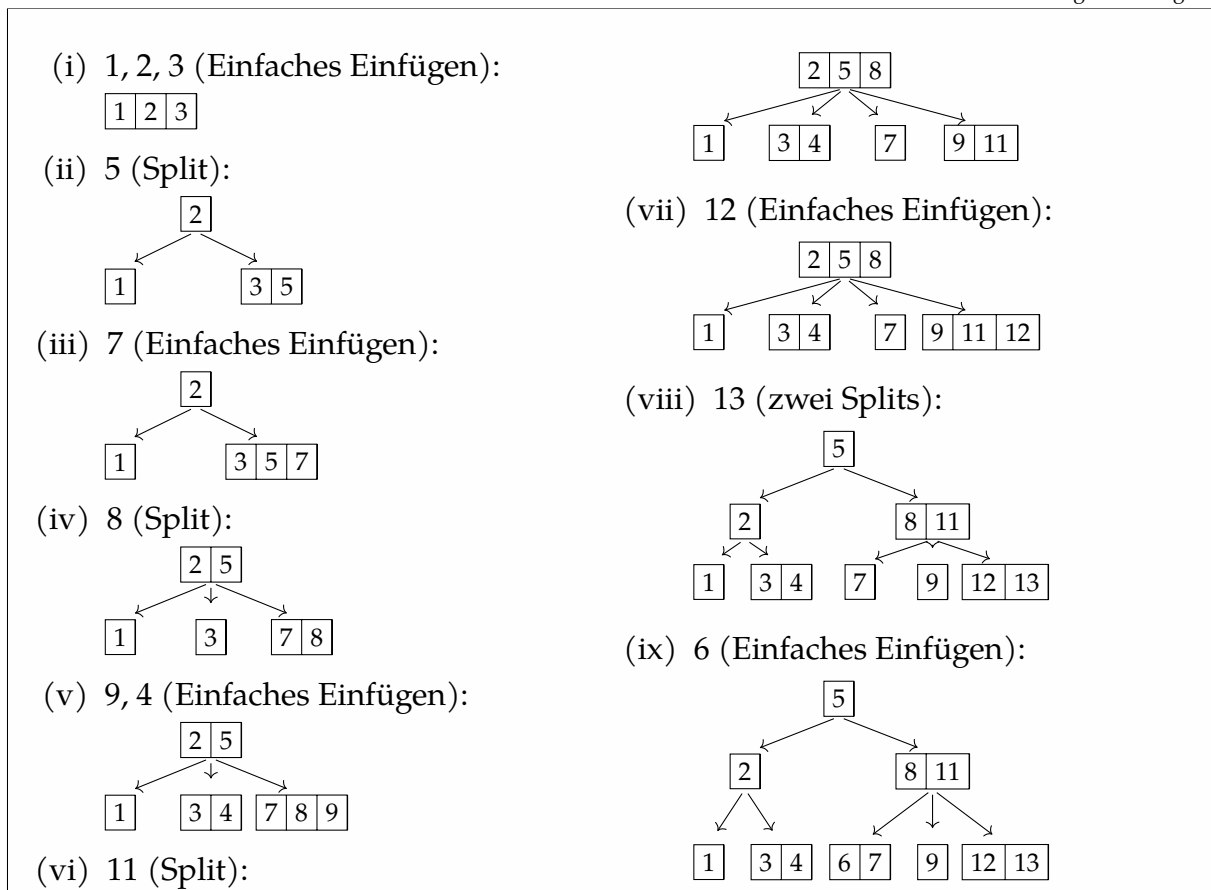 (i) 1, 2, 3 (Einfaches Einfügen):
1 2 3
(ii) 5 (Split):
2
1 3 5
(iii) 7 (Einfaches Einfügen):
2
1 3 5 7
(iv) 8 (Split):
2 5
1 3 7 8
(v) 9, 4 (Einfaches Einfügen):
2 5
1 3 4 7 8 9
(vi) 11 (Split):
2 5 8
1 3 4 7 9 11
(vii) 12 (Einfaches Einfügen):
2 5 8
1 3 4 7 9 11 12
(viii) 13 (zwei Splits):
5
2 8 11
1 3 4 7 9 12 13
(ix) 6 (Einfaches Einfügen):
5
2 8 11
1 3 4 6 7 9 12 13